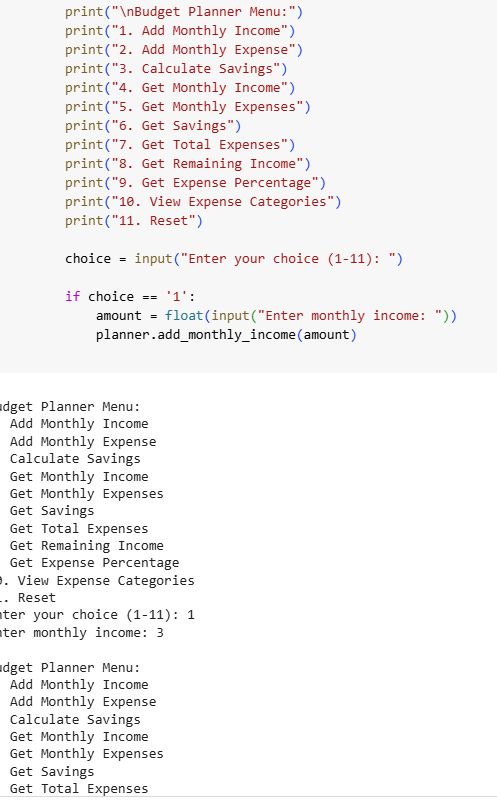 print("\nBudget Planner Menu:")
print("1. Add Monthly Income")
print("2. Add Monthly Expense")
print("3. Calculate Savings")
print("4. Get Monthly Income")
print("5. Get Monthly Expenses")
print("6. Get Savings")
print("7. Get Total Expenses")
print("8. Get Remaining Income")
print("9. Get Expense Percentage")
print("10. View Expense Categories")
print("11. Reset")
choice = input("Enter your choice (1-11): ")
if choice == '1':
amount = float(input("Enter monthly income: "))
planner.add_monthly_income(amount)
udget Planner Menu:
Add Monthly Income
Add Monthly Expense
Calculate Savings
Get Monthly Income
Get Monthly Expenses
Get Savings
Get Total Expenses
Get Remaining Income
Get Expense Percentage
. View Expense Categories
. Reset
nter your choice (1-11): 1
nter monthly income: 3
udget Planner Menu:
Add Monthly Income
Add Monthly Expense
Calculate Savings
Get Monthly Income
Get Monthly Expenses
Get Savings
Get Total Expenses